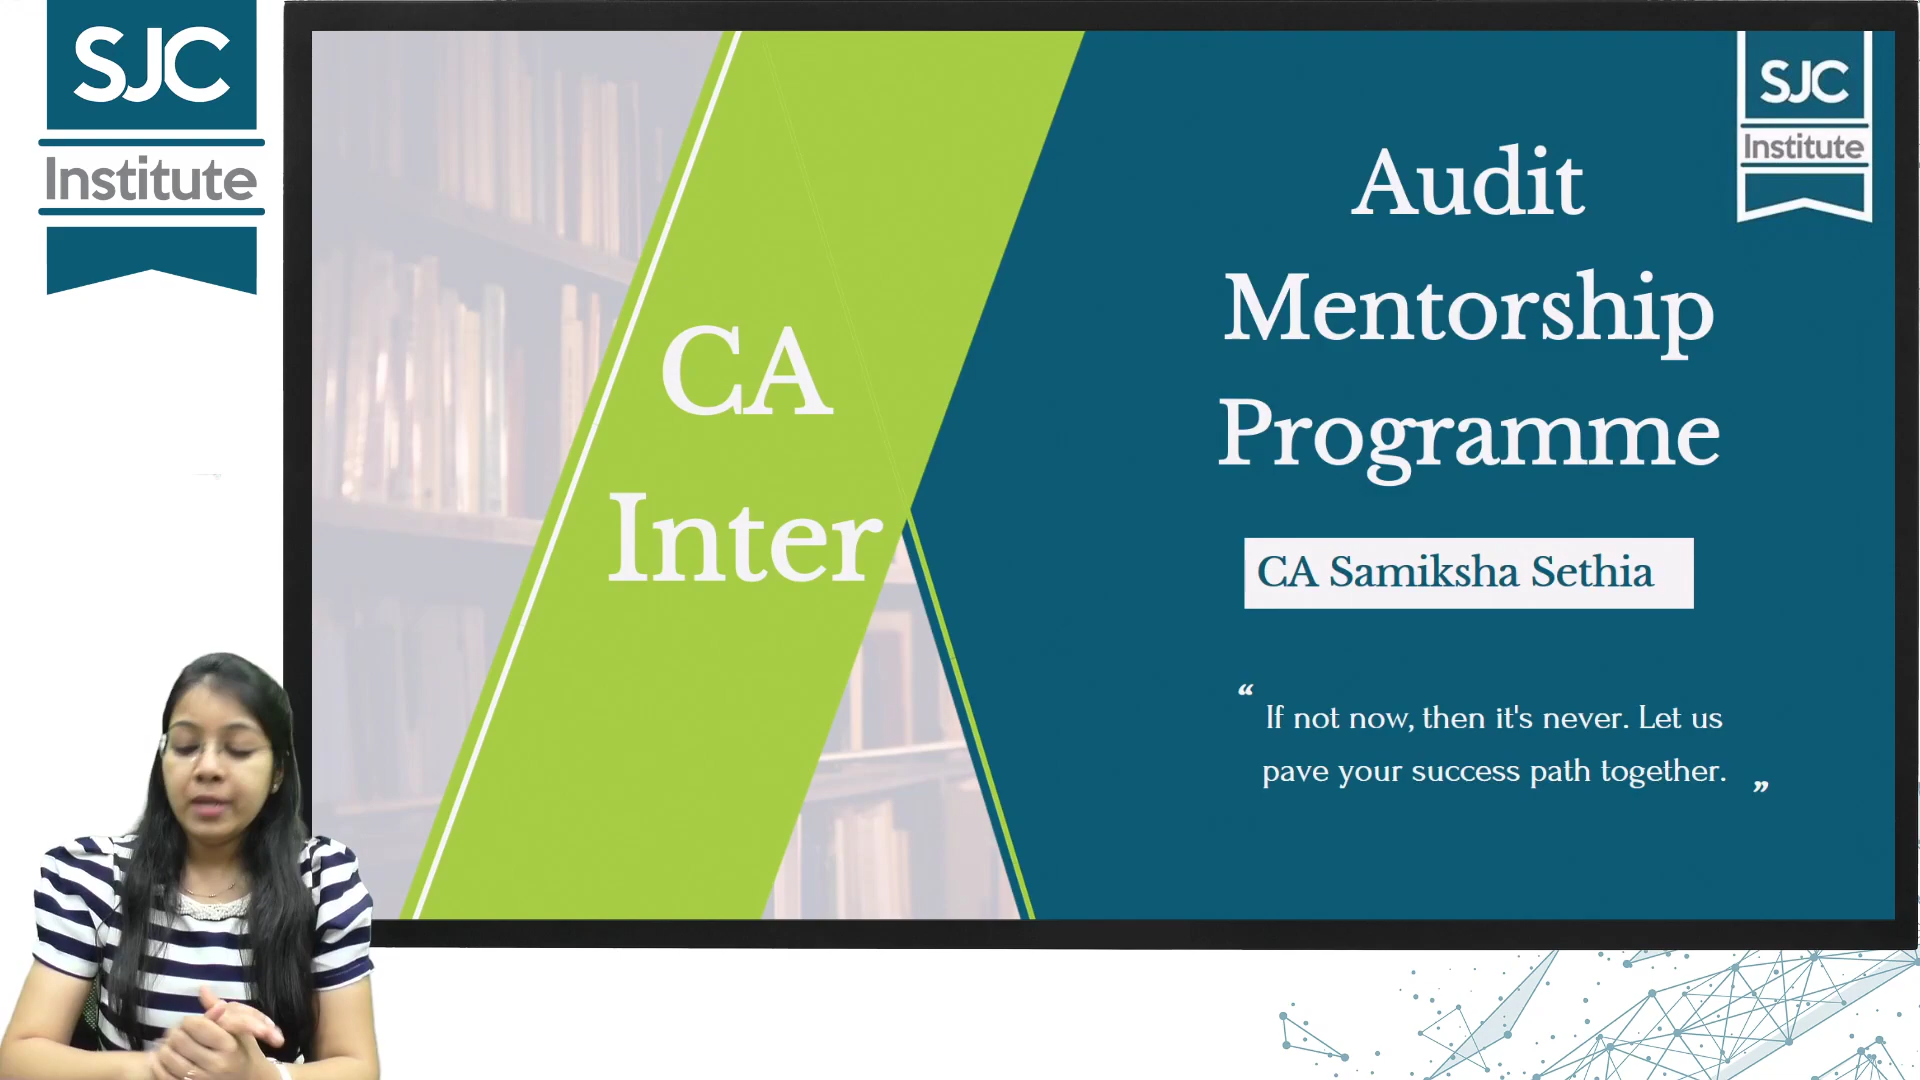 SJC
Institute
CA
Inter
Audit
Mentorship
Programme
CA Samiksha Sethia
“ If not now, then it's never. Let us
pave your success path together. ”
SJC
Institute